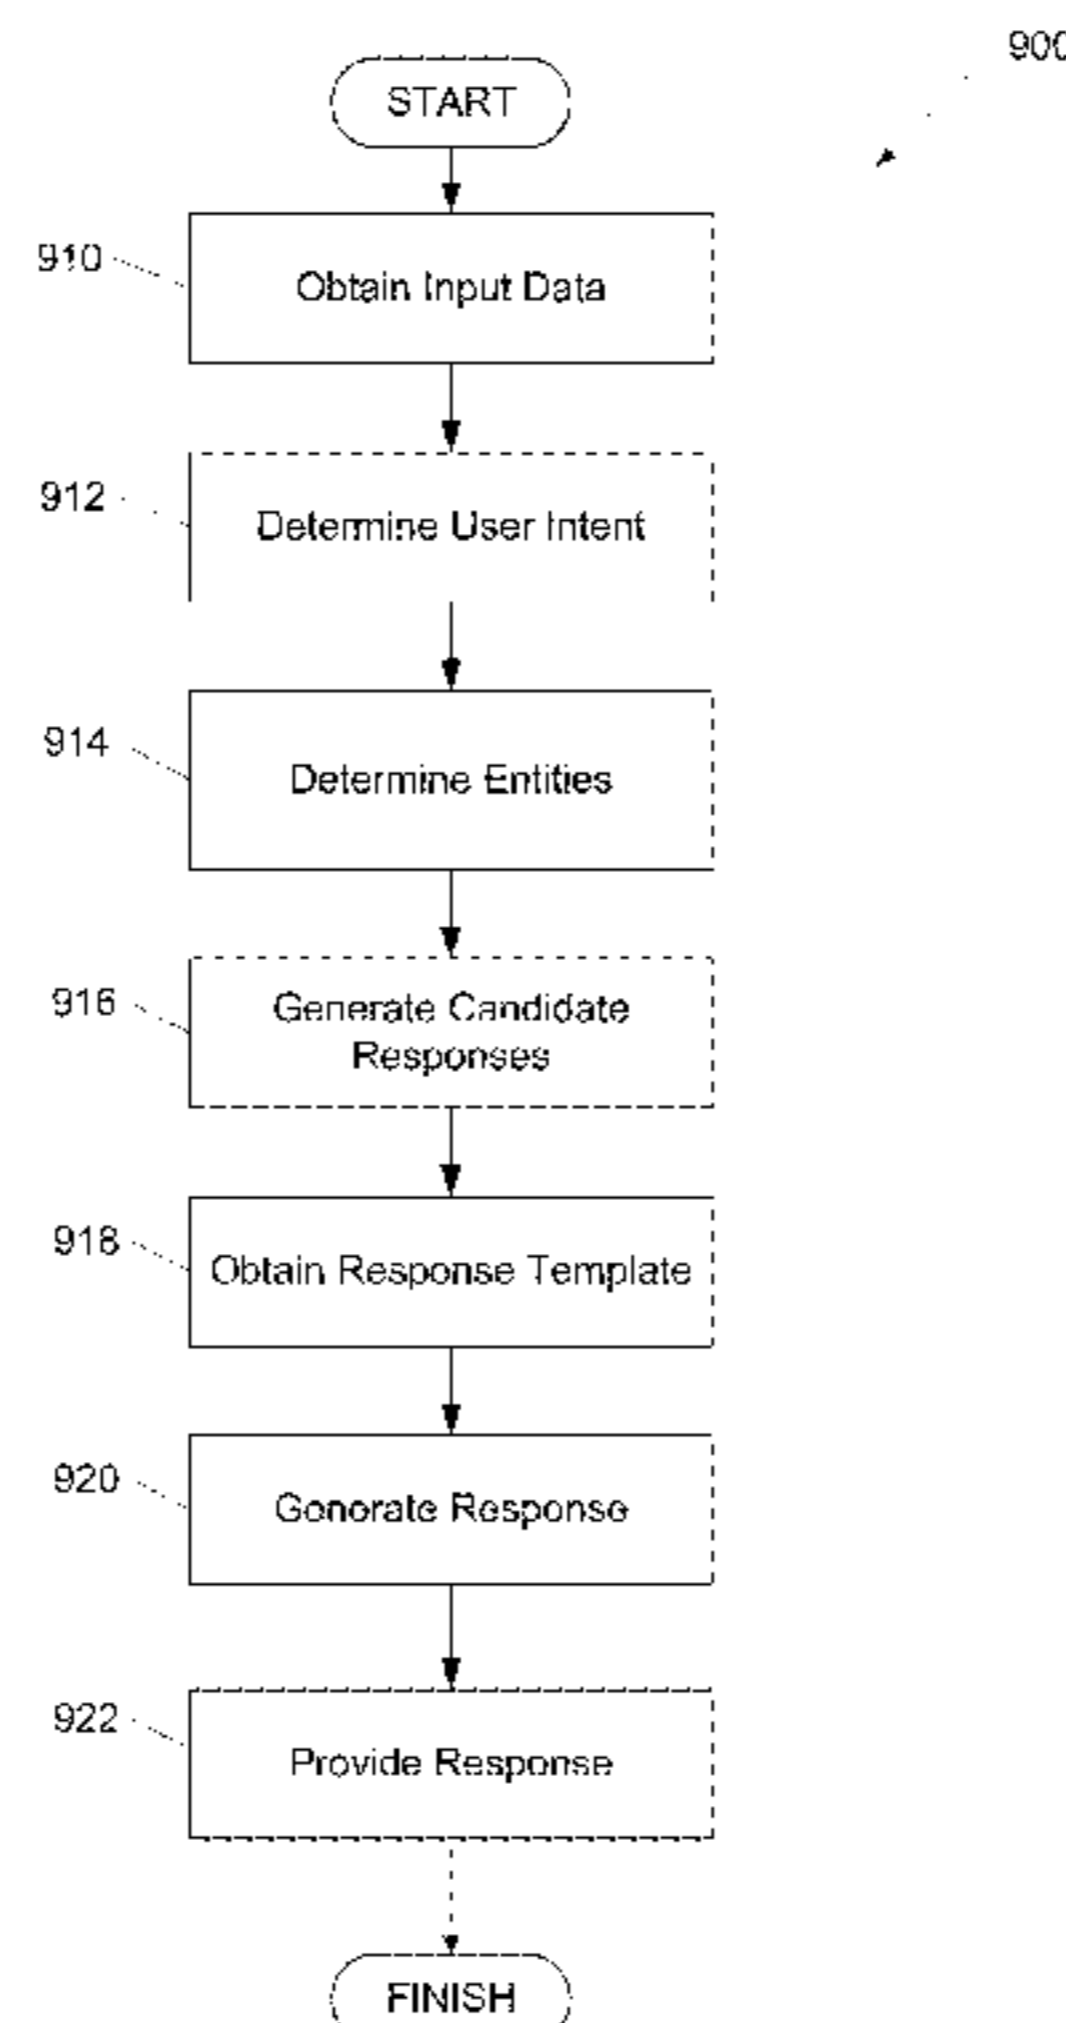 900
START
910
Obtain Input Data
912
Determine User Intent
914
Determine Entities
916
Generate Candidate
Responses
918
Obtain Response Template
920
Generate Response
922
Provide Response
FINISH